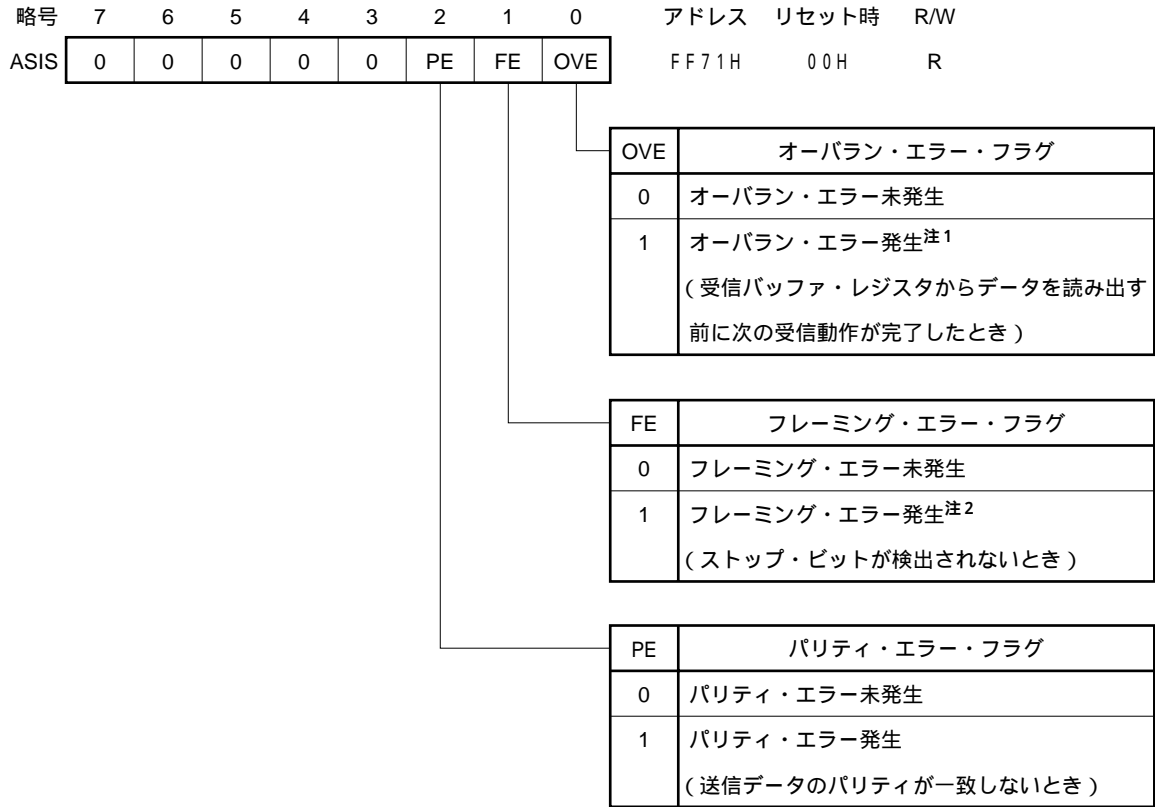 略号 7 6 5 4 3 2 1 0 アドレス リセット時 R/W
ASIS 0 0 0 0 0 PE FE OVE FF71H 00H R
OVE オーバラン・エラー・フラグ
0 オーバラン・エラー未発生
1 オーバラン・エラー発生注1
(受信バッファ・レジスタからデータを読み出す
前に次の受信動作が完了したとき)
FE フレーミング・エラー・フラグ
0 フレーミング・エラー未発生
1 フレーミング・エラー発生注2
(ストップ・ビットが検出されないとき)
PE パリティ・エラー・フラグ
0 パリティ・エラー未発生
1 パリティ・エラー発生
(送信データのパリティが一致しないとき)